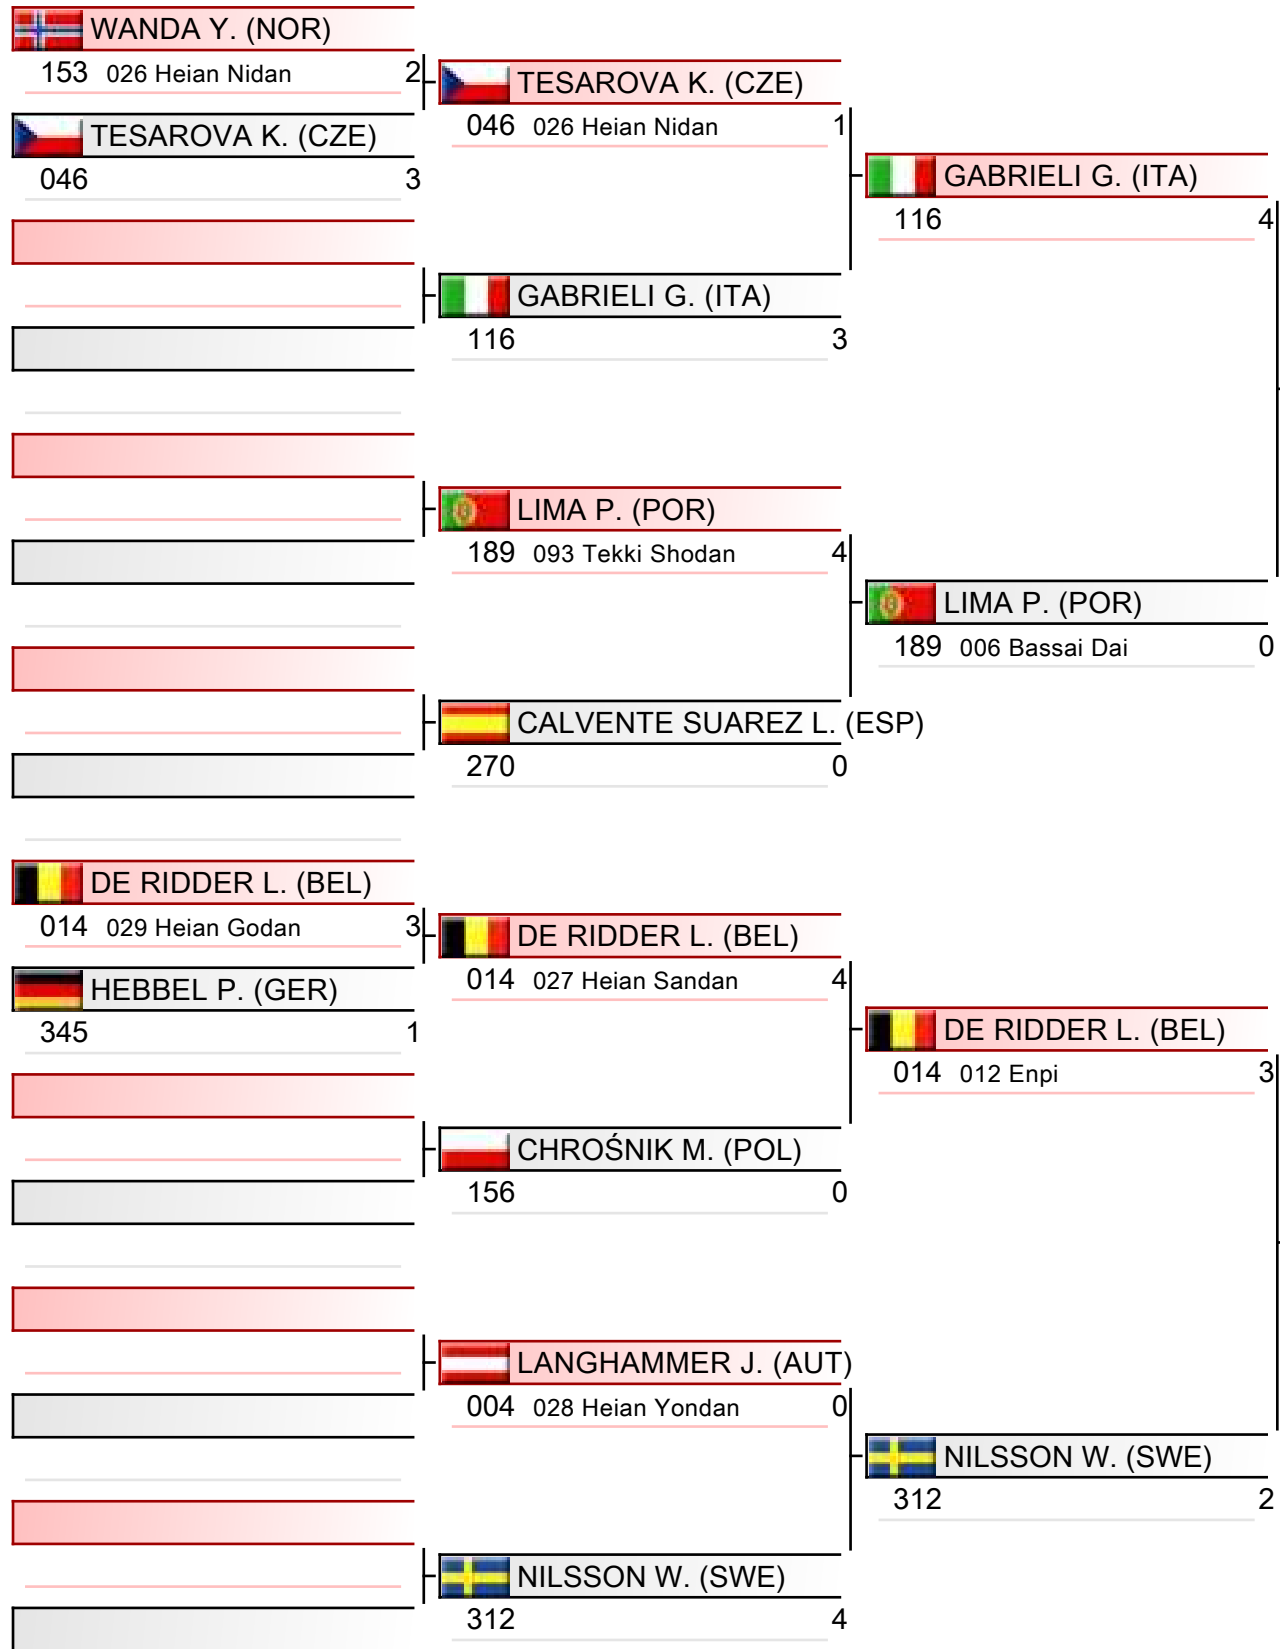 WANDA Y. (NOR)
153 026 Heian Nidan 2
TESAROVA K. (CZE)
046 3
DE RIDDER L. (BEL)
014 029 Heian Godan 3
HEBBEL P. (GER)
345 1
TESAROVA K. (CZE)
046 026 Heian Nidan 1
GABRIELI G. (ITA)
116 3
LIMA P. (POR)
189 093 Tekki Shodan 4
CALVENTE SUAREZ L. (ESP)
270 0
DE RIDDER L. (BEL)
014 027 Heian Sandan 4
CHROŚNIK M. (POL)
156 0
LANGHAMMER J. (AUT)
004 028 Heian Yondan 0
NILSSON W. (SWE)
312 4
GABRIELI G. (ITA)
116 4
LIMA P. (POR)
189 006 Bassai Dai 0
DE RIDDER L. (BEL)
014 012 Enpi 3
NILSSON W. (SWE)
312 2